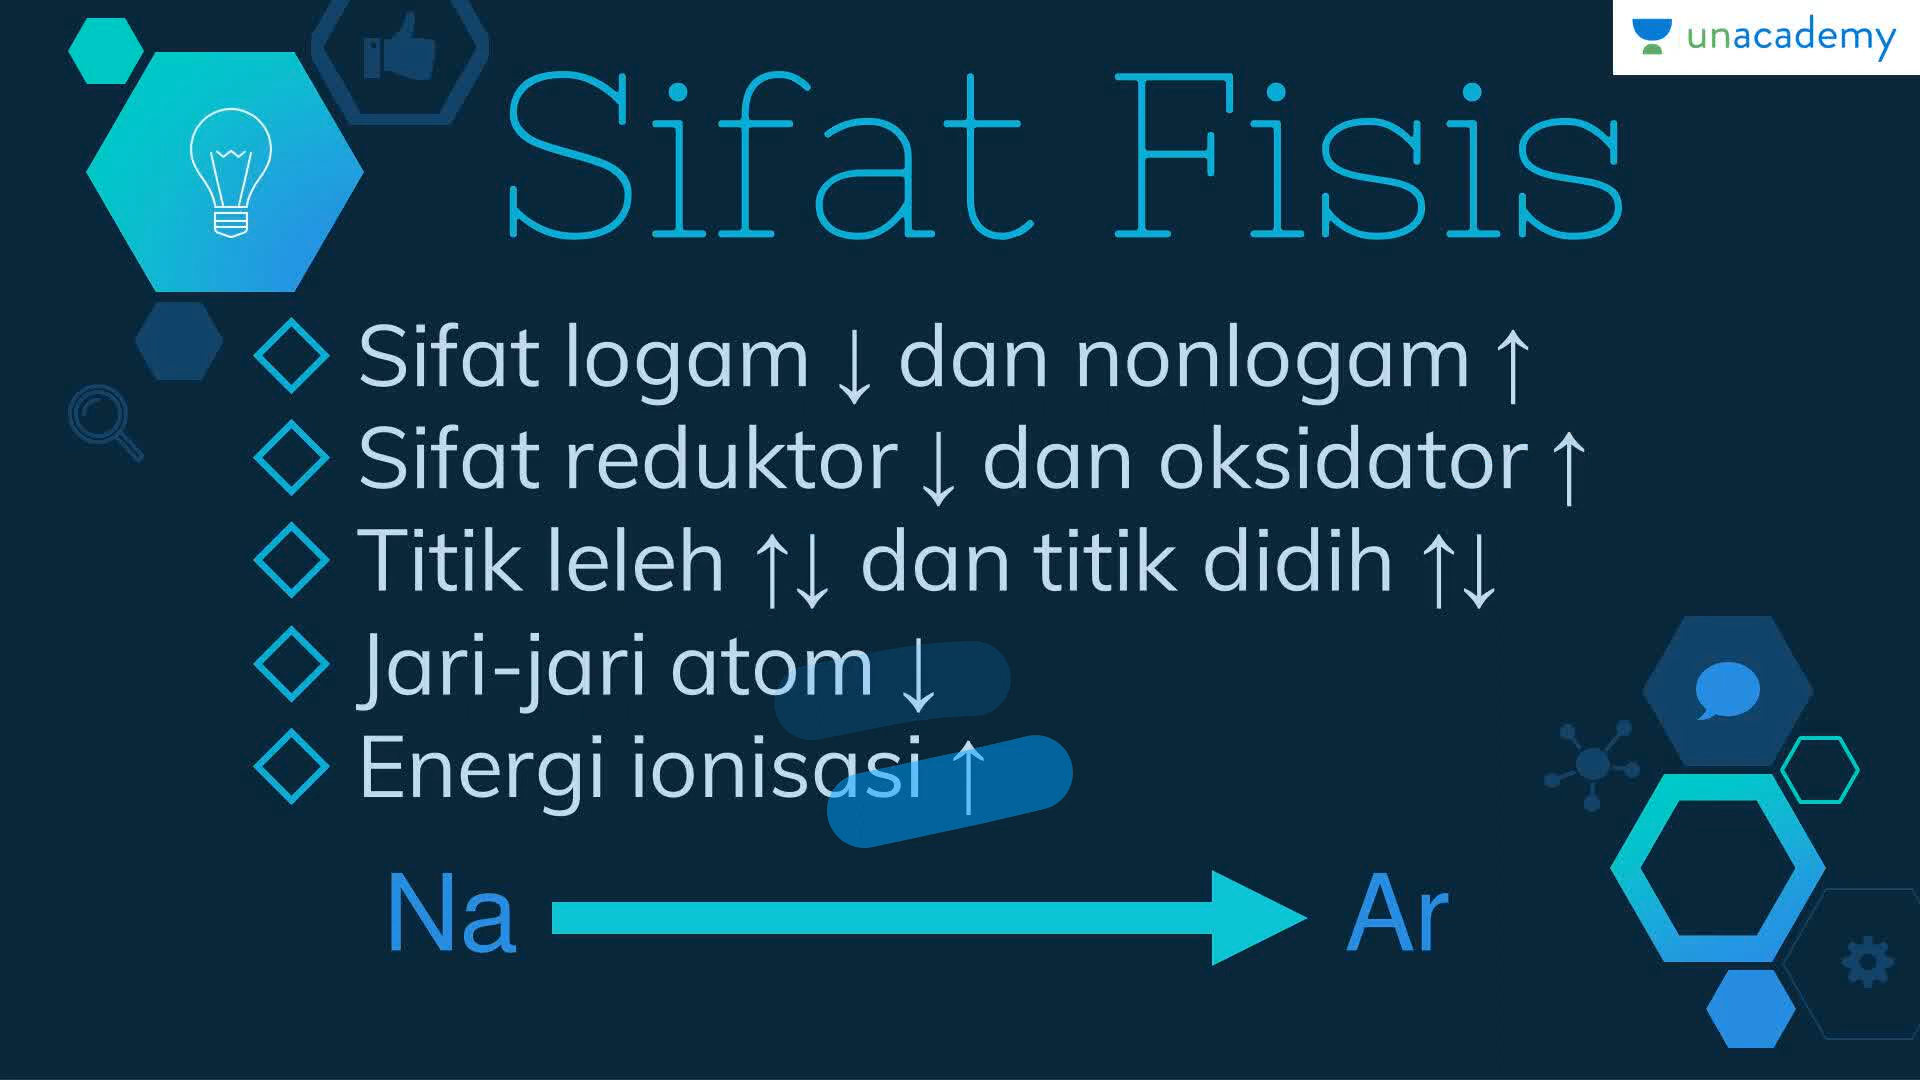 unacademy
Sifat Fisis
Sifat logam ↓ dan nonlogam ↑
Sifat reduktor ↓ dan oksidator ↑
Titik leleh ↑↓ dan titik didih ↑↓
Jari-jari atom ↓
Energi ionisasi ↑
Na Ar